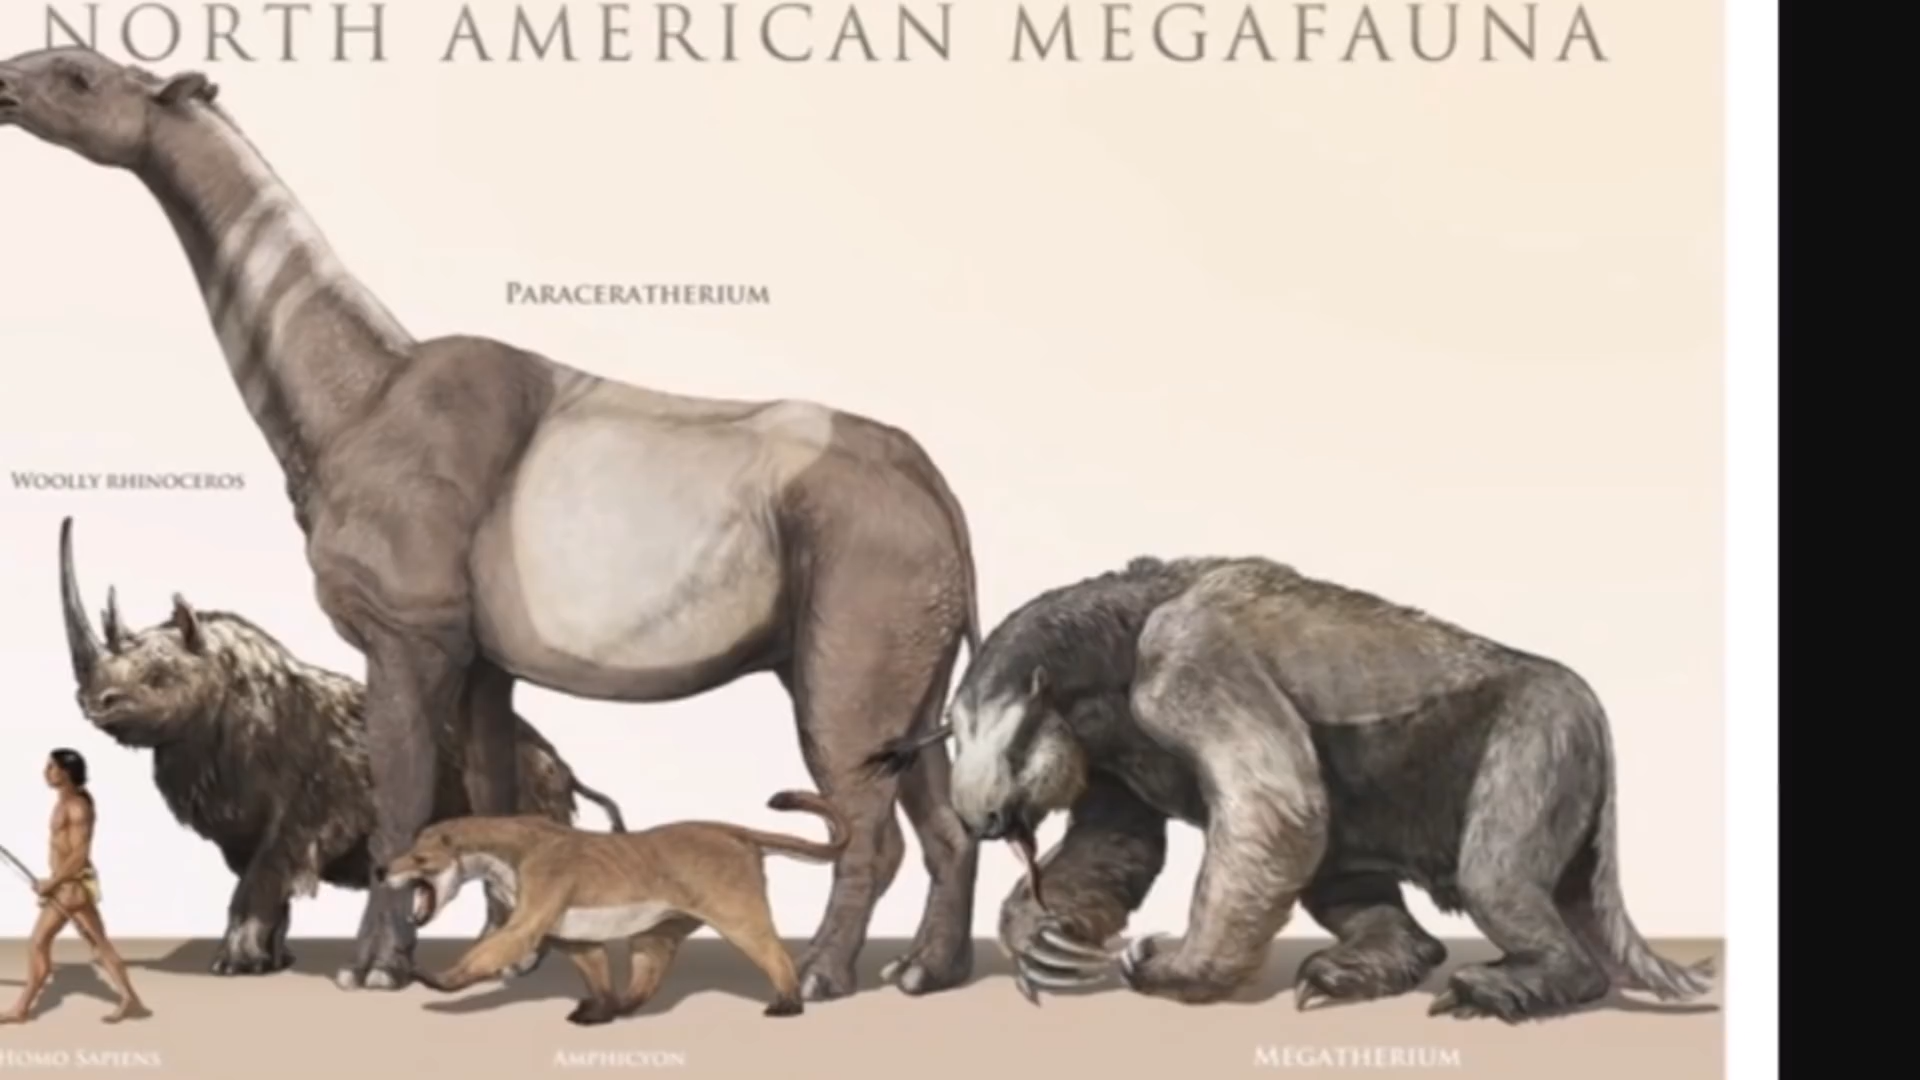 NORTH AMERICAN MEGAFAUNA
PARACERATHERIUM
WOOLLY RHINOCEROS
HOMO SAPIENS
AMPHICYON
MEGATHERIUM